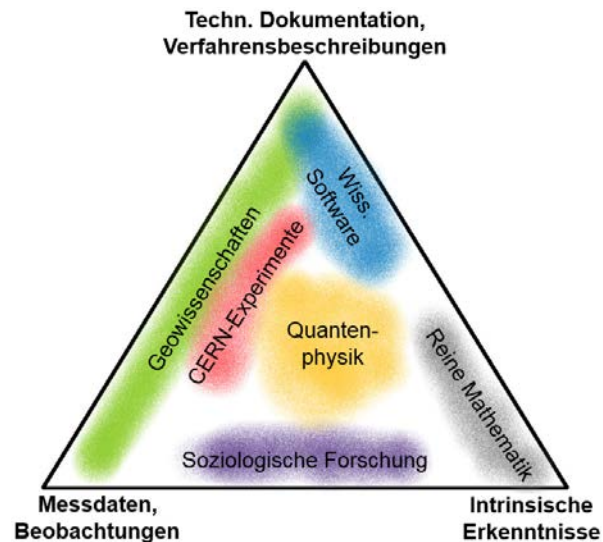 Techn. Dokumentation,
Verfahrensbeschreibungen
Wiss.
Software
Geowissenschaften
CERN-Experimente
Quanten-
physik
Reine Mathematik
Soziologische Forschung
Messdaten,
Beobachtungen
Intrinsische
Erkenntnisse